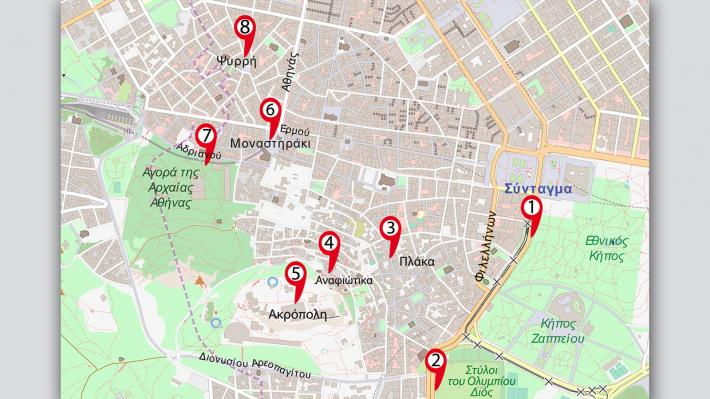 8
Ψυρρή
Αθηνάς
6
Ερμού
Μοναστηράκι
7
Αδριανού
Αγορά της
Αρχαίας
Αθήνας
Σύνταγμα
1
Εθνικός
Κήπος
Φιλελλήνων
3
Πλάκα
4
Αναφιώτικα
5
Ακρόπολη
Κήπος
Ζαππείου
Διονυσίου Αρεοπαγίτου
2
Στύλοι
του Ολυμπίου
Διός